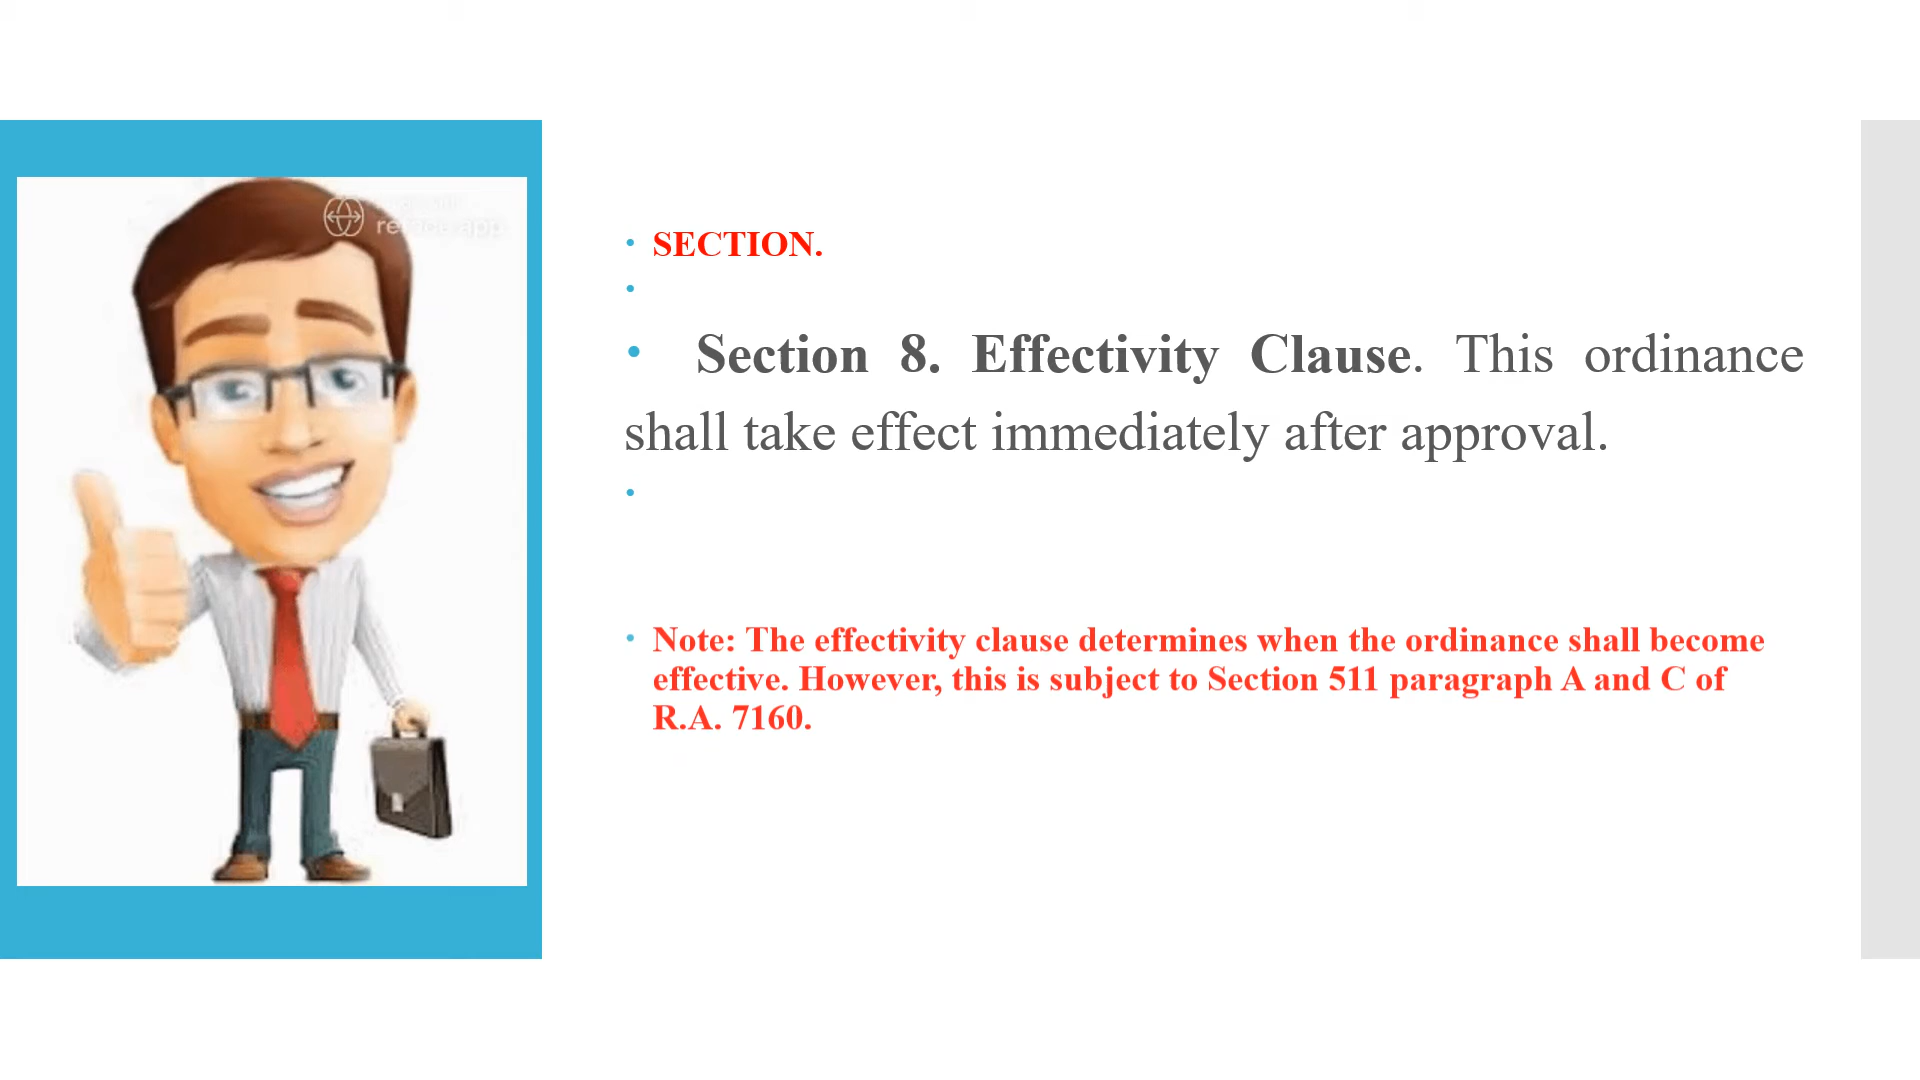 SECTION.
Section 8. Effectivity Clause. This ordinance
shall take effect immediately after approval.
Note: The effectivity clause determines when the ordinance shall become
effective. However, this is subject to Section 511 paragraph A and C of
R.A. 7160.